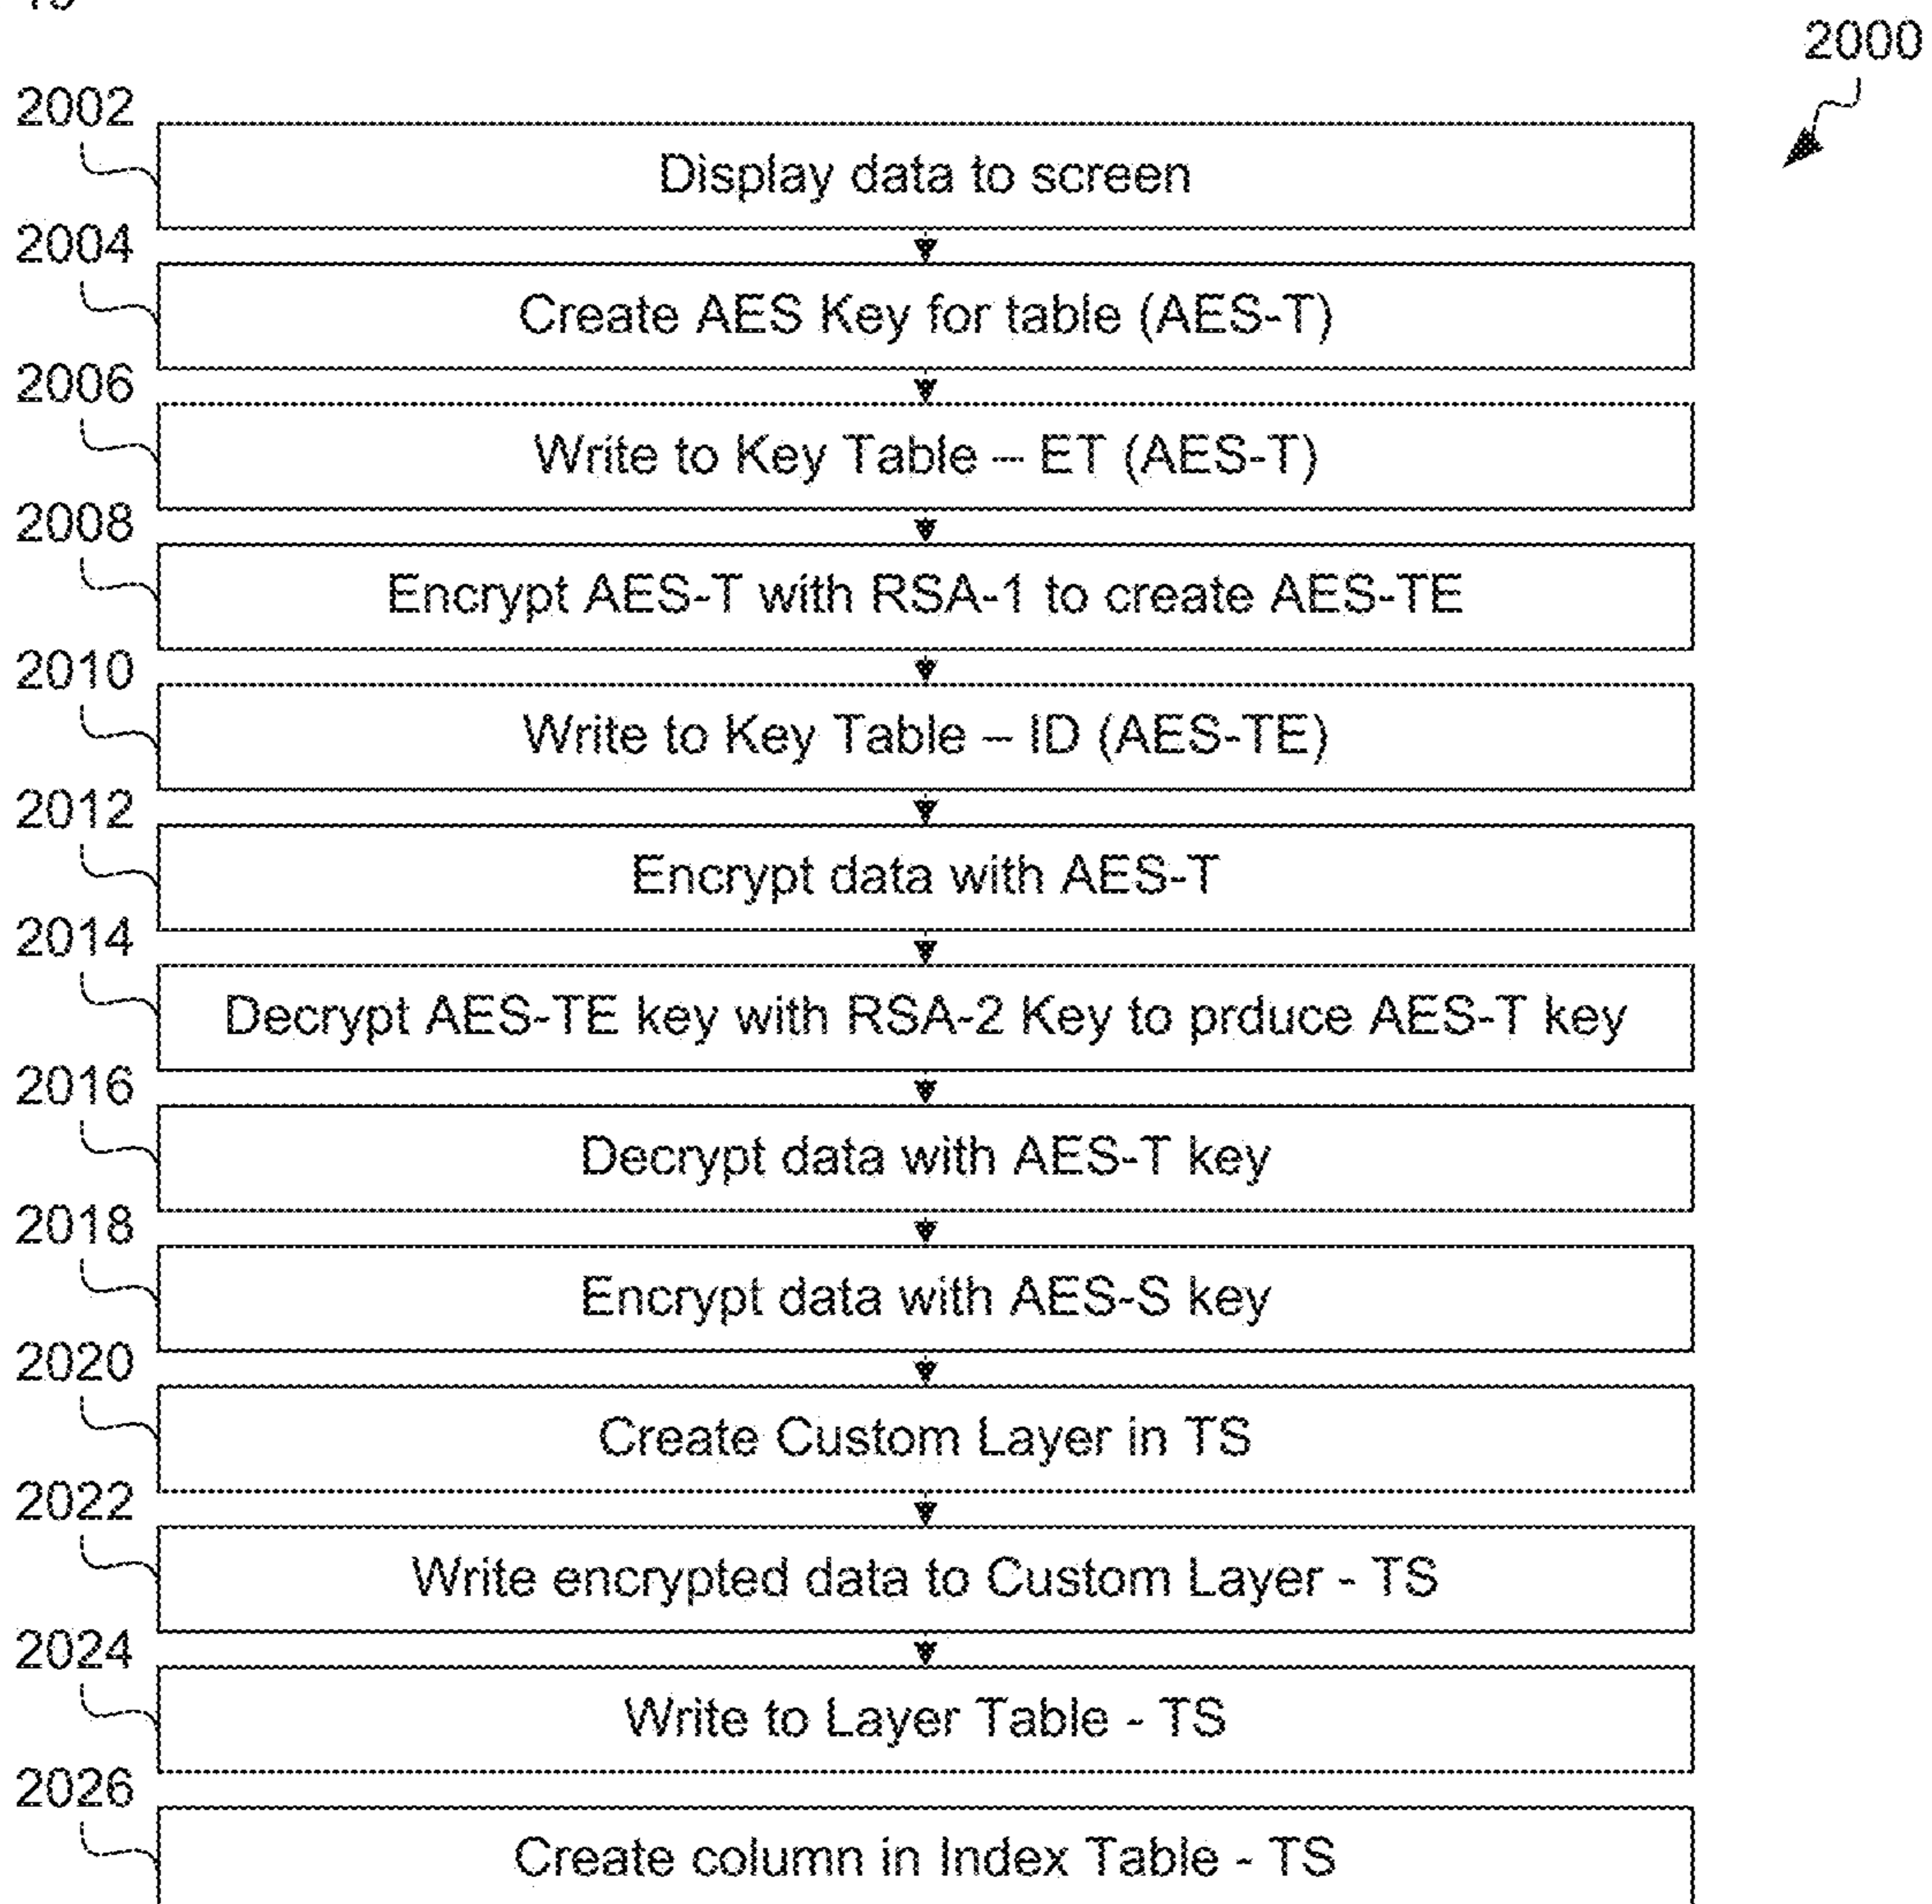 2000
2002
Display data to screen
2004
Create AES Key for table (AES-T)
2006
Write to Key Table – ET (AES-T)
2008
Encrypt AES-T with RSA-1 to create AES-TE
2010
Write to Key Table – ID (AES-TE)
2012
Encrypt data with AES-T
2014
Decrypt AES-TE key with RSA-2 Key to prduce AES-T key
2016
Decrypt data with AES-T key
2018
Encrypt data with AES-S key
2020
Create Custom Layer in TS
2022
Write encrypted data to Custom Layer - TS
2024
Write to Layer Table - TS
2026
Create column in Index Table - TS